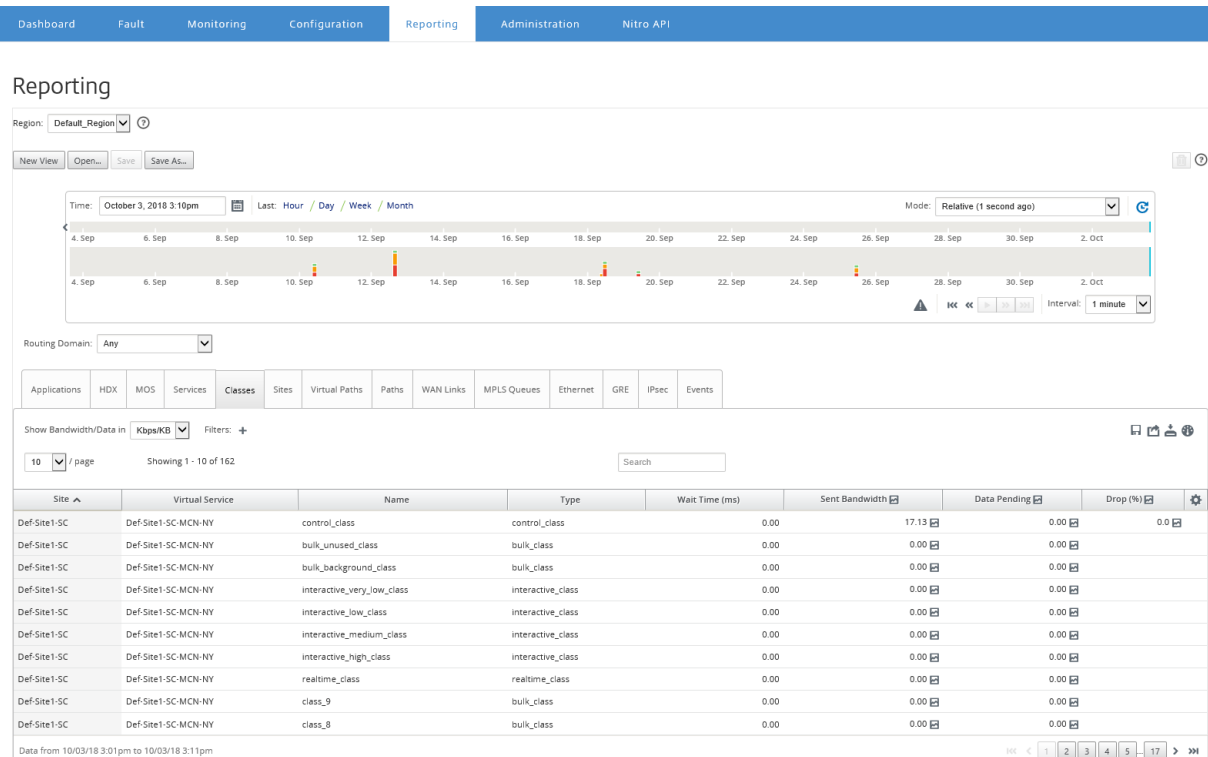 Dashboard Fault Monitoring Configuration Reporting Administration Nitro API
Reporting
Region: Default_Region
New View Open... Save Save As...
Time: October 3, 2018 3:10pm Last: Hour / Day / Week / Month Mode: Relative (1 second ago)
4. Sep 6. Sep 8. Sep 10. Sep 12. Sep 14. Sep 16. Sep 18. Sep 20. Sep 22. Sep 24. Sep 26. Sep 28. Sep 30. Sep 2. Oct
4. Sep 6. Sep 8. Sep 10. Sep 12. Sep 14. Sep 16. Sep 18. Sep 20. Sep 22. Sep 24. Sep 26. Sep 28. Sep 30. Sep 2. Oct
Interval: 1 minute
Routing Domain: Any
Applications HDX MOS Services Classes Sites Virtual Paths Paths WAN Links MPLS Queues Ethernet GRE IPsec Events
Show Bandwidth/Data in Kbps/KB Filters: +
10 / page Showing 1 - 10 of 162 Search
Site Virtual Service Name Type Wait Time (ms) Sent Bandwidth Data Pending Drop (%)
Def-Site1-SC Def-Site1-SC-MCN-NY control_class control_class 0.00 17.13 0.00 0.0
Def-Site1-SC Def-Site1-SC-MCN-NY bulk_unused_class bulk_class 0.00 0.00 0.00
Def-Site1-SC Def-Site1-SC-MCN-NY bulk_background_class bulk_class 0.00 0.00 0.00
Def-Site1-SC Def-Site1-SC-MCN-NY interactive_very_low_class interactive_class 0.00 0.00 0.00
Def-Site1-SC Def-Site1-SC-MCN-NY interactive_low_class interactive_class 0.00 0.00 0.00
Def-Site1-SC Def-Site1-SC-MCN-NY interactive_medium_class interactive_class 0.00 0.00 0.00
Def-Site1-SC Def-Site1-SC-MCN-NY interactive_high_class interactive_class 0.00 0.00 0.00
Def-Site1-SC Def-Site1-SC-MCN-NY realtime_class realtime_class 0.00 0.00 0.00
Def-Site1-SC Def-Site1-SC-MCN-NY class_9 bulk_class 0.00 0.00 0.00
Def-Site1-SC Def-Site1-SC-MCN-NY class_8 bulk_class 0.00 0.00 0.00
Data from 10/03/18 3:01pm to 10/03/18 3:11pm 1 2 3 4 5 ... 17